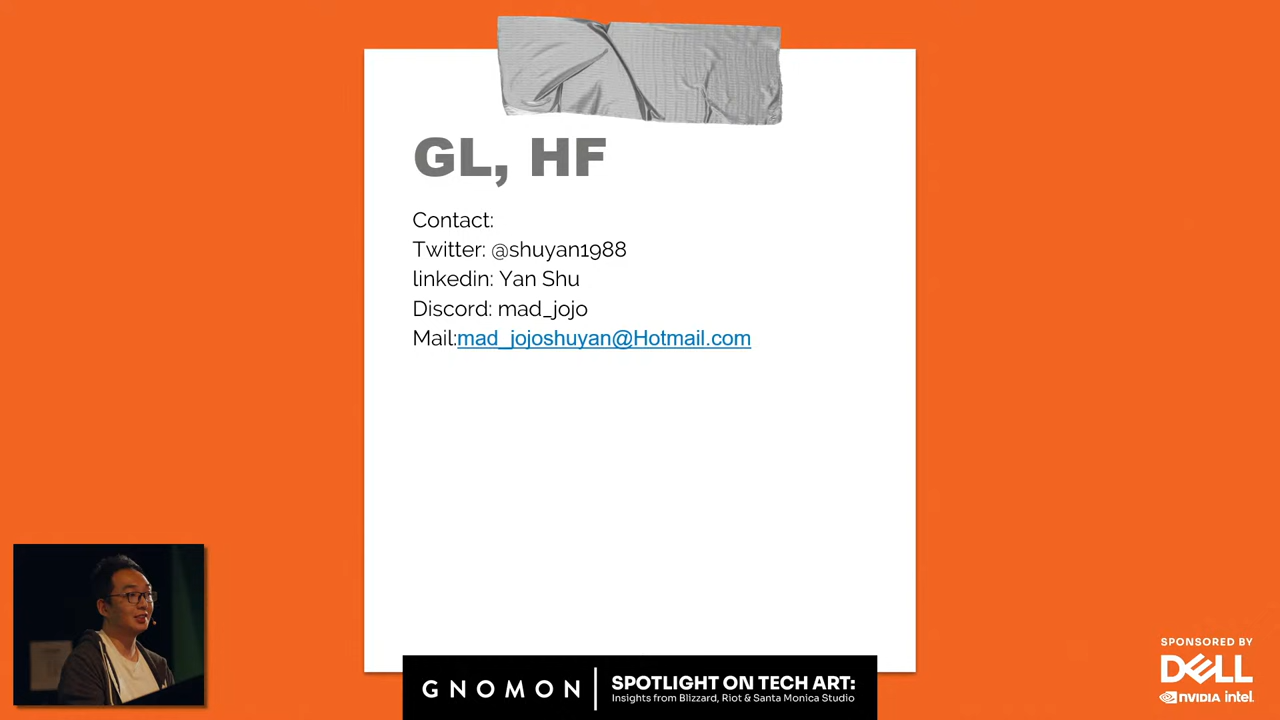 GL, HF
Contact:
Twitter: @shuyan1988
linkedin: Yan Shu
Discord: mad_jojo
Mail:mad_jojoshuyan@Hotmail.com
GNOMON
SPOTLIGHT ON TECH ART:
Insights from Blizzard, Riot & Santa Monica Studio
SPONSORED BY
DELL
NVIDIA intel.